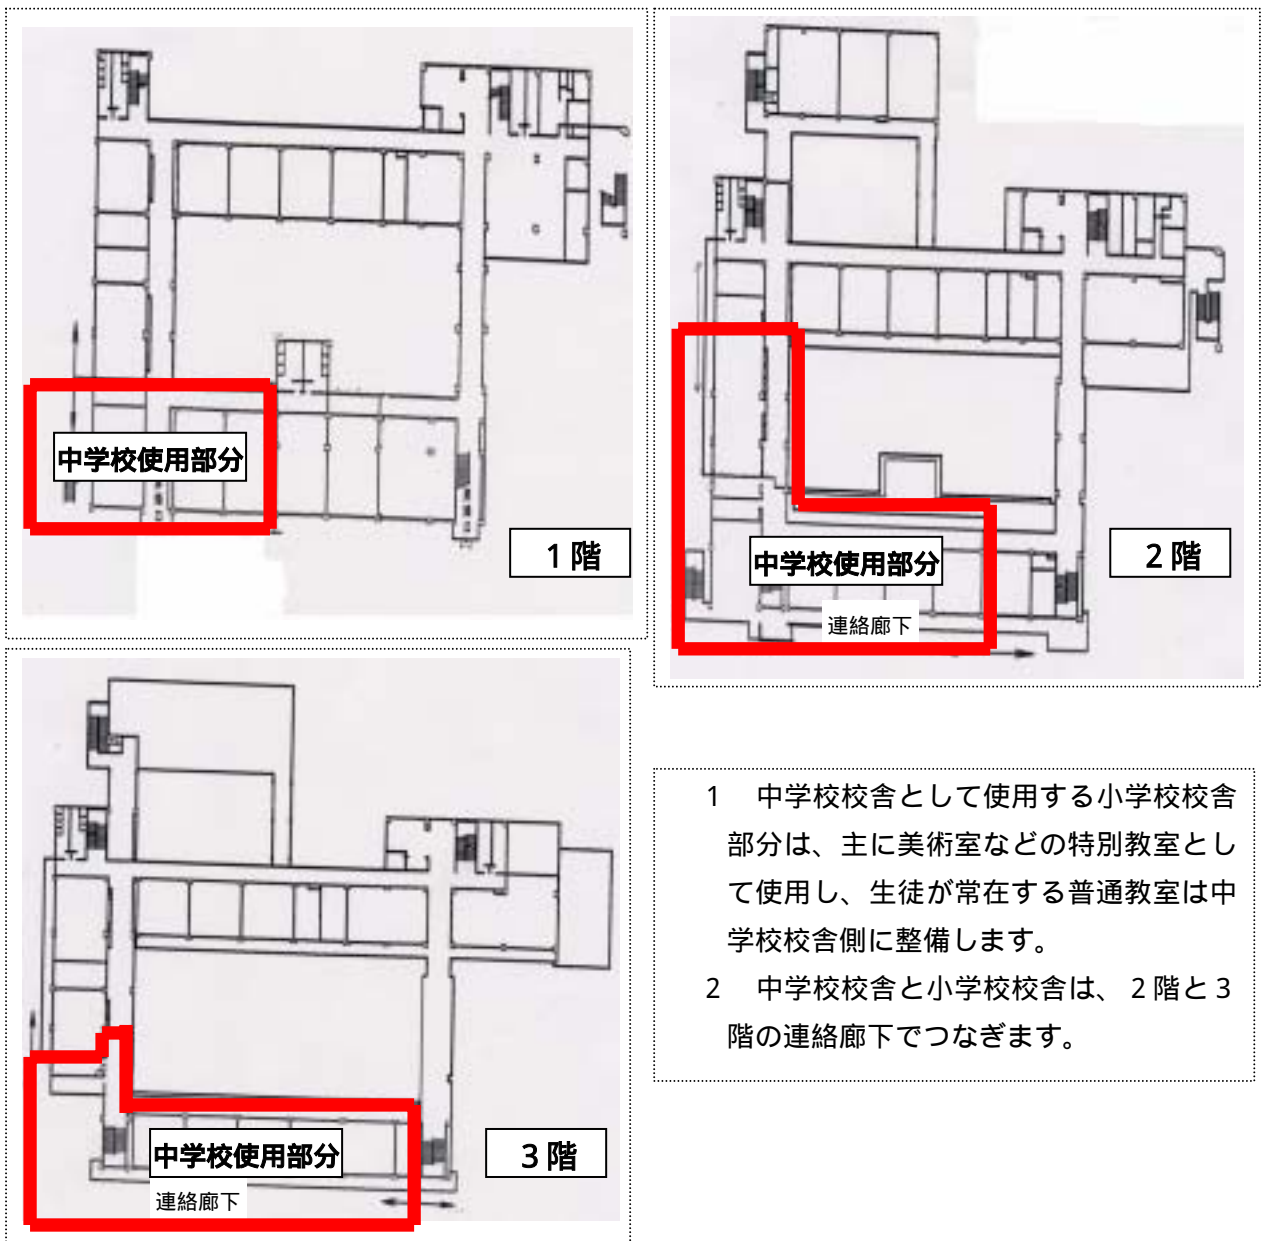 中学校使用部分
1階
中学校使用部分
2階
連絡廊下
中学校使用部分
3階
連絡廊下
1　中学校校舎として使用する小学校校舎
部分は、主に美術室などの特別教室とし
て使用し、生徒が常在する普通教室は中
学校校舎側に整備します。
2　中学校校舎と小学校校舎は、2階と3
階の連絡廊下でつなぎます。